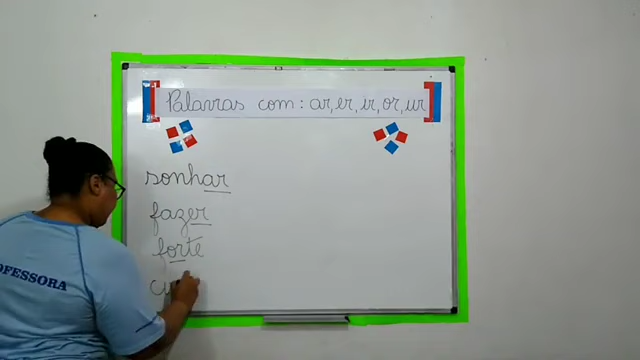 Palavras com: ar, er, ir, or, ur
sonhar
fazer
forte
OFESSORA